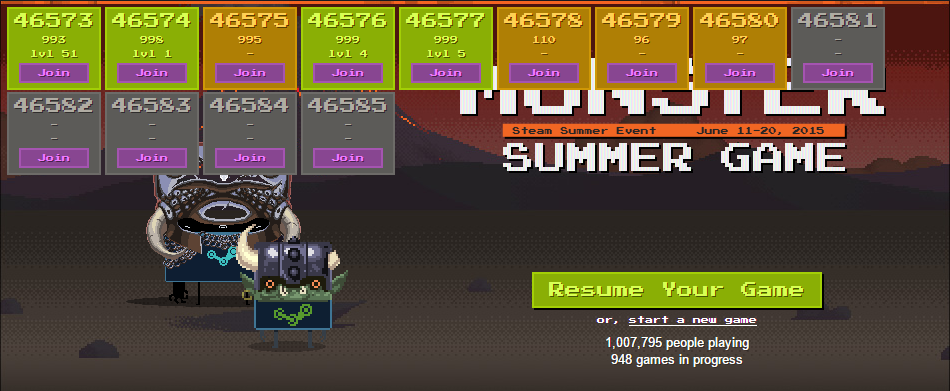 46573 46574 46575 46576 46577 46578 46579 46580 46581
993 998 995 999 999 110 96 97 -
lvl 51 lvl 1 - lvl 4 lvl 5 - - - -
Join Join Join Join Join Join Join Join Join
46582 46583 46584 46585
- - - -
- - - -
Join Join Join Join
MONSTER
Steam Summer Event June 11-20, 2015
SUMMER GAME
Resume Your Game
or, start a new game
1,007,795 people playing
948 games in progress